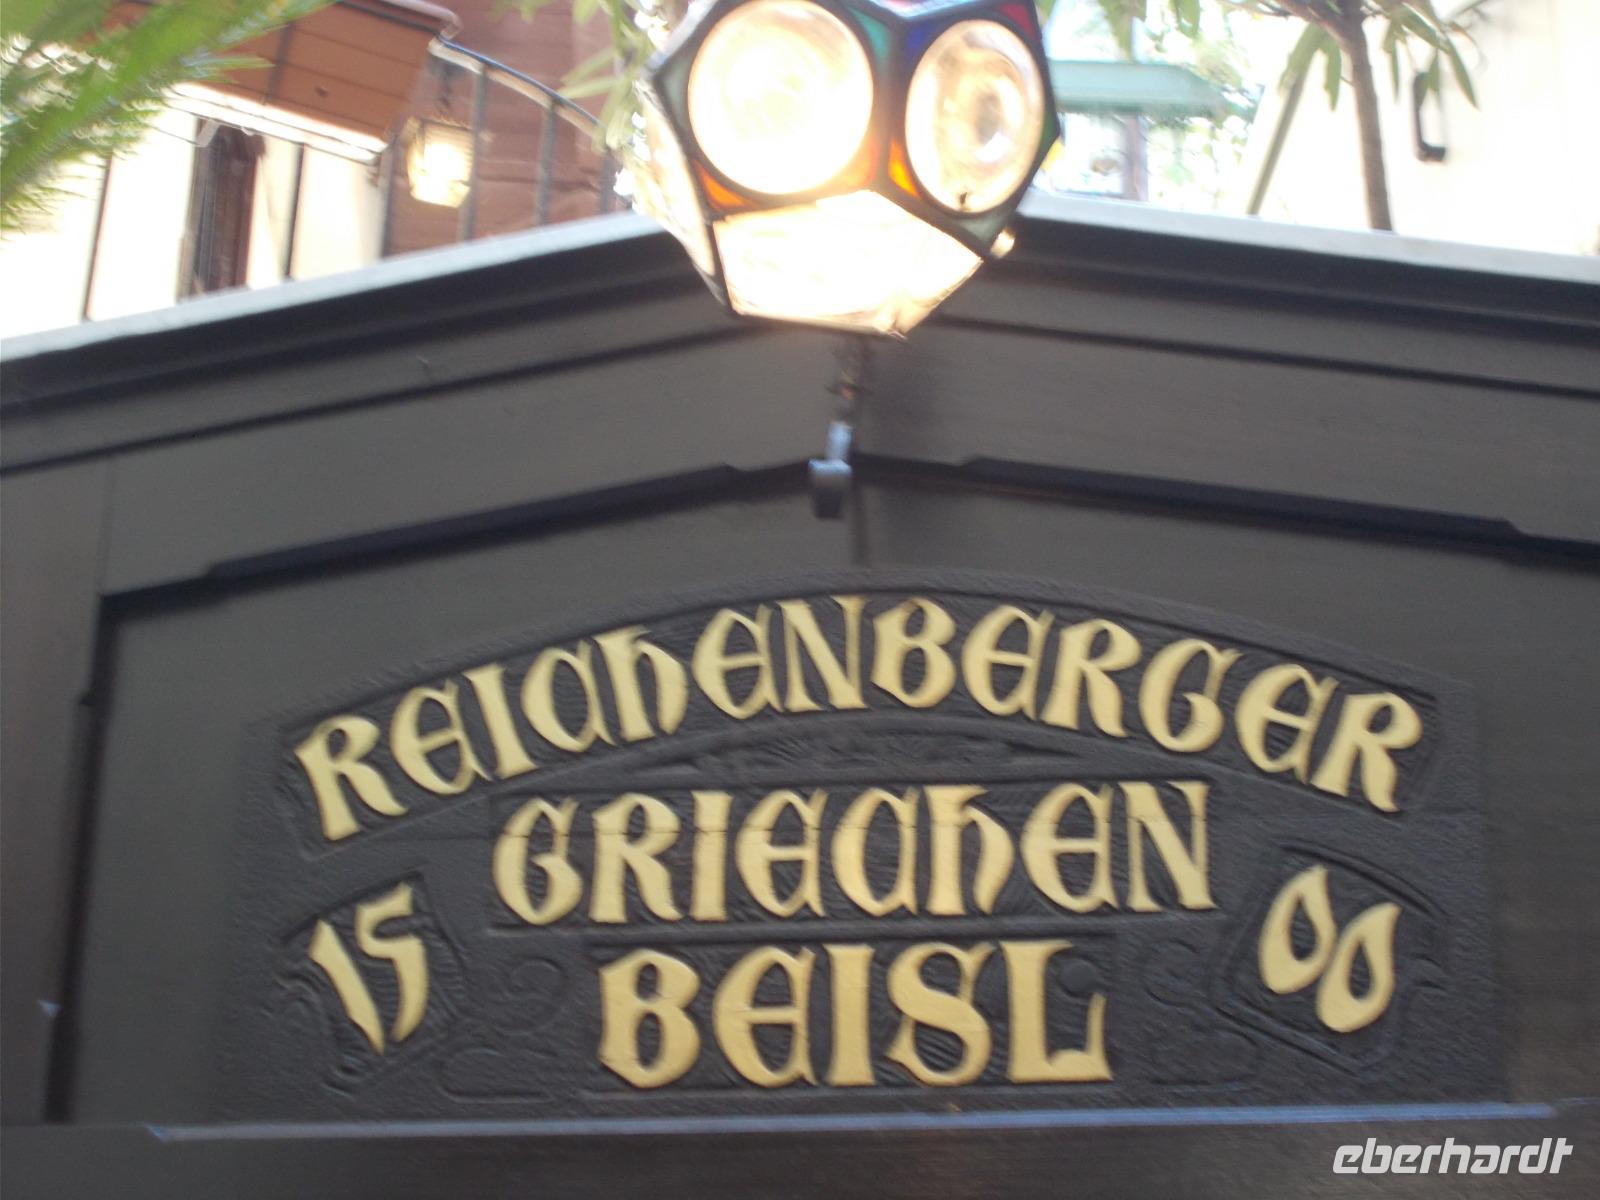 REICHENBERGER
GRIECHEN
15 00
BEISL
eberhardt